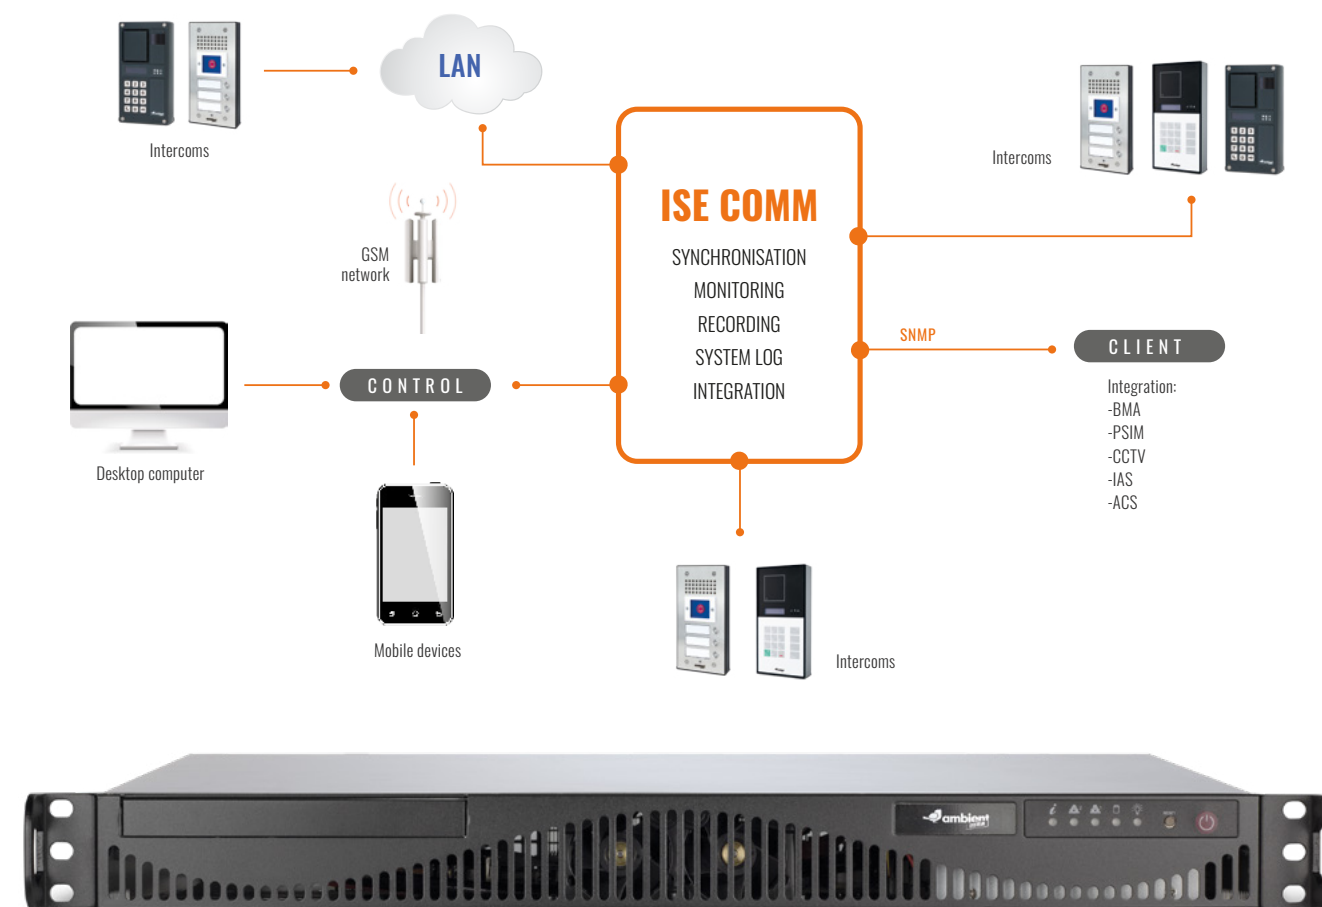 LAN
Intercoms
ISE COMM
SYNCHRONISATION
MONITORING
RECORDING
SYSTEM LOG
INTEGRATION
Intercoms
GSM
network
SNMP
CLIENT
Integration:
-BMA
-PSIM
-CCTV
-IAS
-ACS
CONTROL
Desktop computer
Mobile devices
Intercoms
ambient